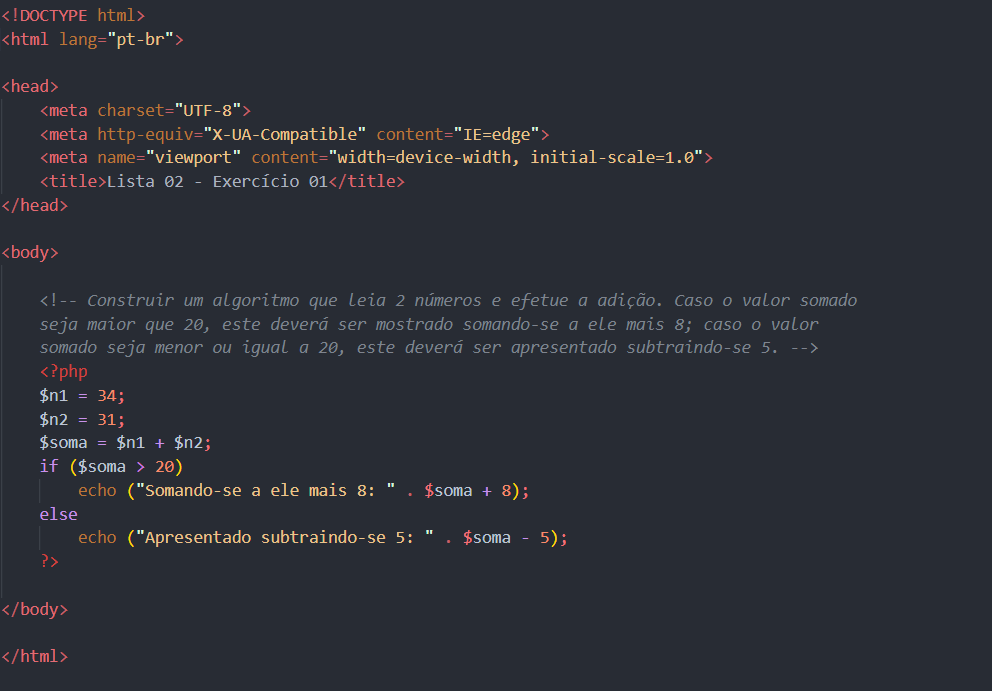 <!DOCTYPE html>
<html lang="pt-br">
<head>
<meta charset="UTF-8">
<meta http-equiv="X-UA-Compatible" content="IE=edge">
<meta name="viewport" content="width=device-width, initial-scale=1.0">
<title>Lista 02 - Exercício 01</title>
</head>
<body>
<!-- Construir um algoritmo que leia 2 números e efetue a adição. Caso o valor somado
seja maior que 20, este deverá ser mostrado somando-se a ele mais 8; caso o valor
somado seja menor ou igual a 20, este deverá ser apresentado subtraindo-se 5. -->
<?php
$n1 = 34;
$n2 = 31;
$soma = $n1 + $n2;
if ($soma > 20)
echo ("Somando-se a ele mais 8: " . $soma + 8);
else
echo ("Apresentado subtraindo-se 5: " . $soma - 5);
?>
</body>
</html>